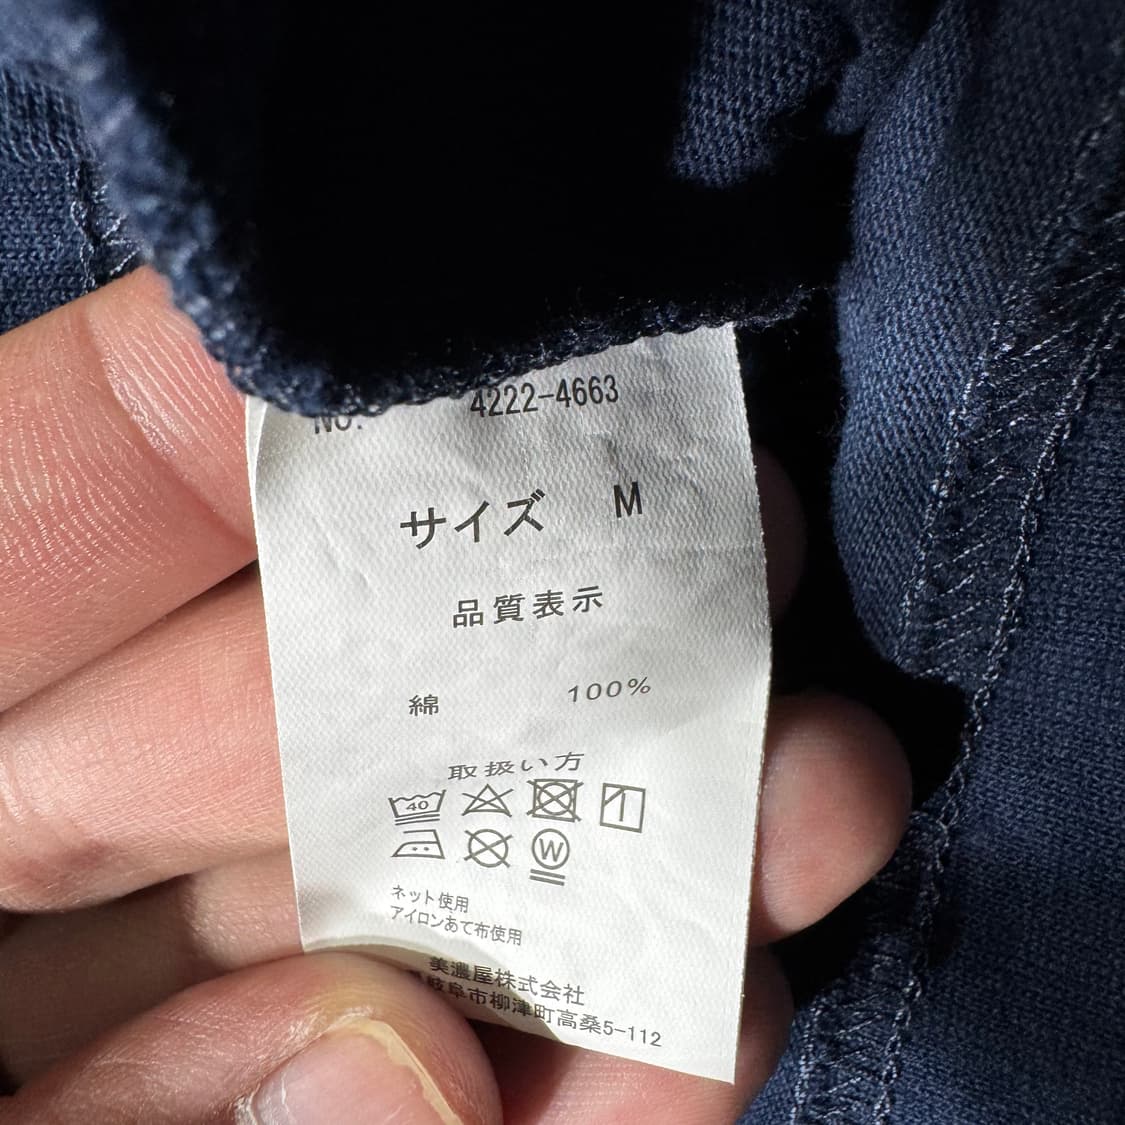 NO. 4222-4663
サイズ M
品質表示
綿 100%
取扱い方
40
W
ネット使用
アイロンあて布使用
美濃屋株式会社
岐阜市柳津町高桑5-112